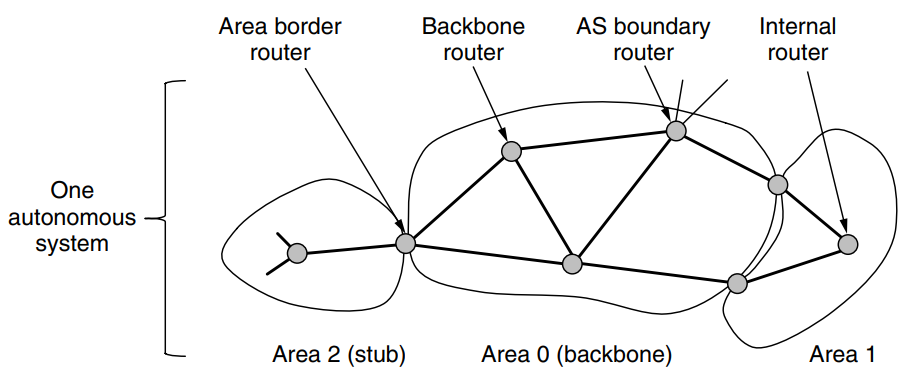 Area border
router
Backbone
router
AS boundary
router
Internal
router
One
autonomous
system
Area 2 (stub)
Area 0 (backbone)
Area 1